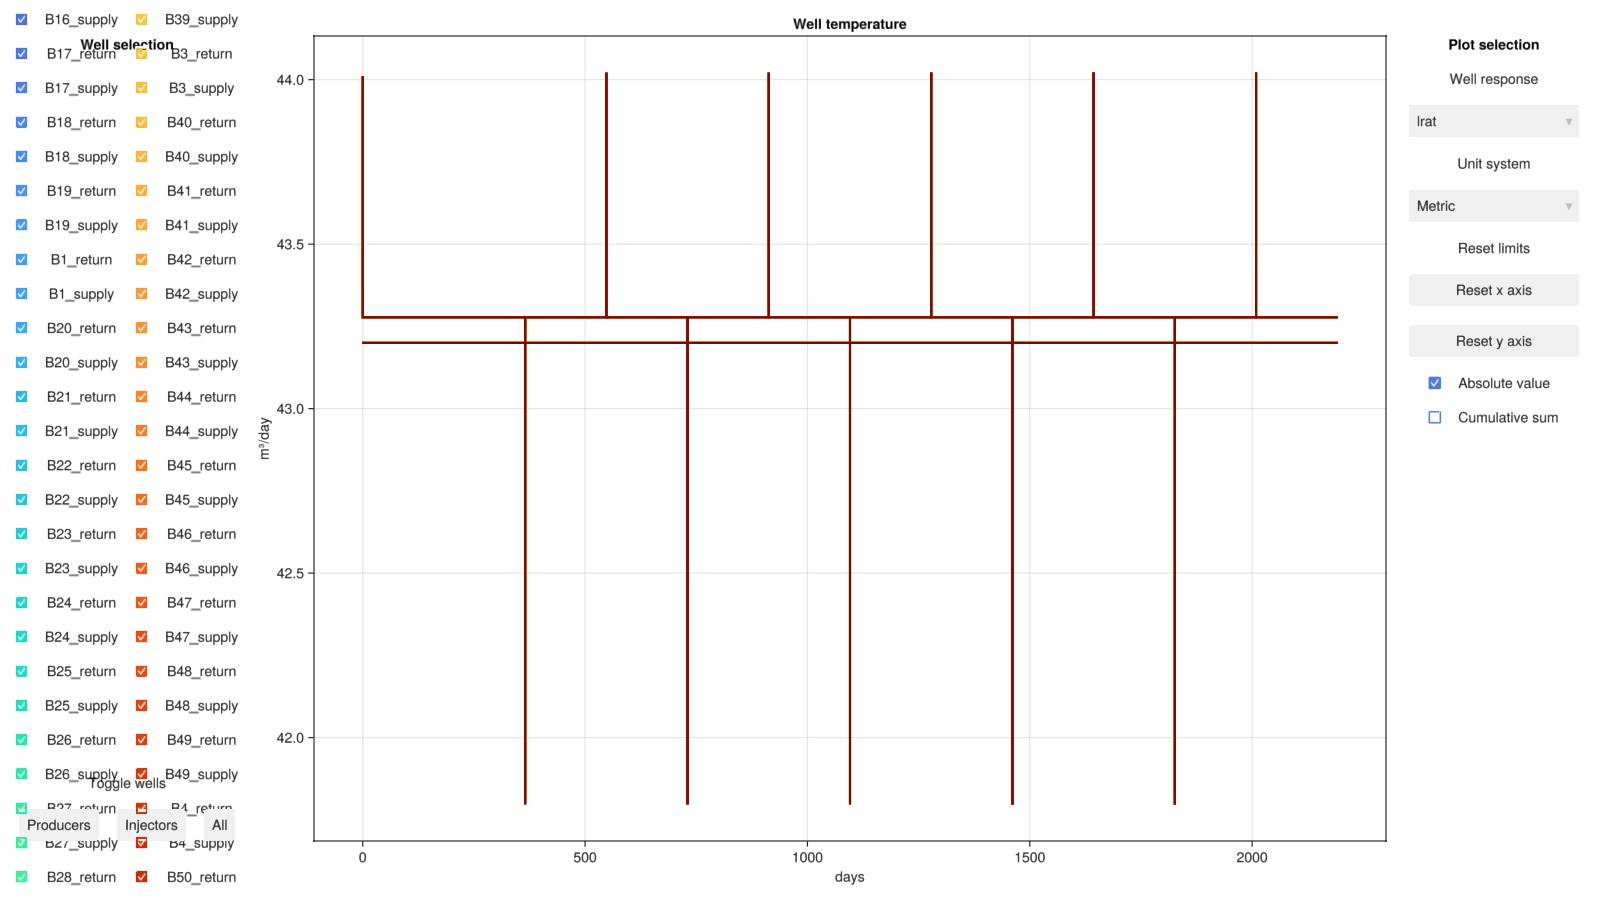 Well selection
B16_supply
B17_return
B17_supply
B18_return
B18_supply
B19_return
B19_supply
B1_return
B1_supply
B20_return
B20_supply
B21_return
B21_supply
B22_return
B22_supply
B23_return
B23_supply
B24_return
B24_supply
B25_return
B25_supply
B26_return
B26_supply
B27_return
B27_supply
B28_return
B39_supply
B3_return
B3_supply
B40_return
B40_supply
B41_return
B41_supply
B42_return
B42_supply
B43_return
B43_supply
B44_return
B44_supply
B45_return
B45_supply
B46_return
B46_supply
B47_return
B47_supply
B48_return
B48_supply
B49_return
B49_supply
B4_return
B4_supply
B50_return
Toggle wells
Producers Injectors All
Well temperature
44.0
43.5
43.0
42.5
42.0
m³/day
0 500 1000 1500 2000
days
Plot selection
Well response
lrat
Unit system
Metric
Reset limits
Reset x axis
Reset y axis
Absolute value
Cumulative sum